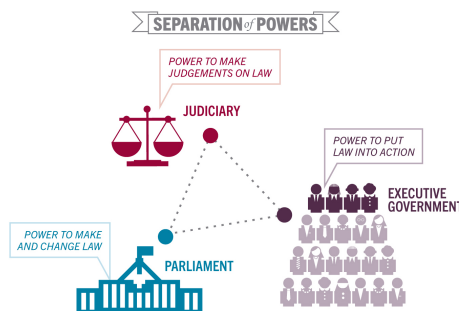 SEPARATION of POWERS
POWER TO MAKE
JUDGEMENTS ON LAW
JUDICIARY
POWER TO PUT
LAW INTO ACTION
EXECUTIVE
GOVERNMENT
POWER TO MAKE
AND CHANGE LAW
PARLIAMENT